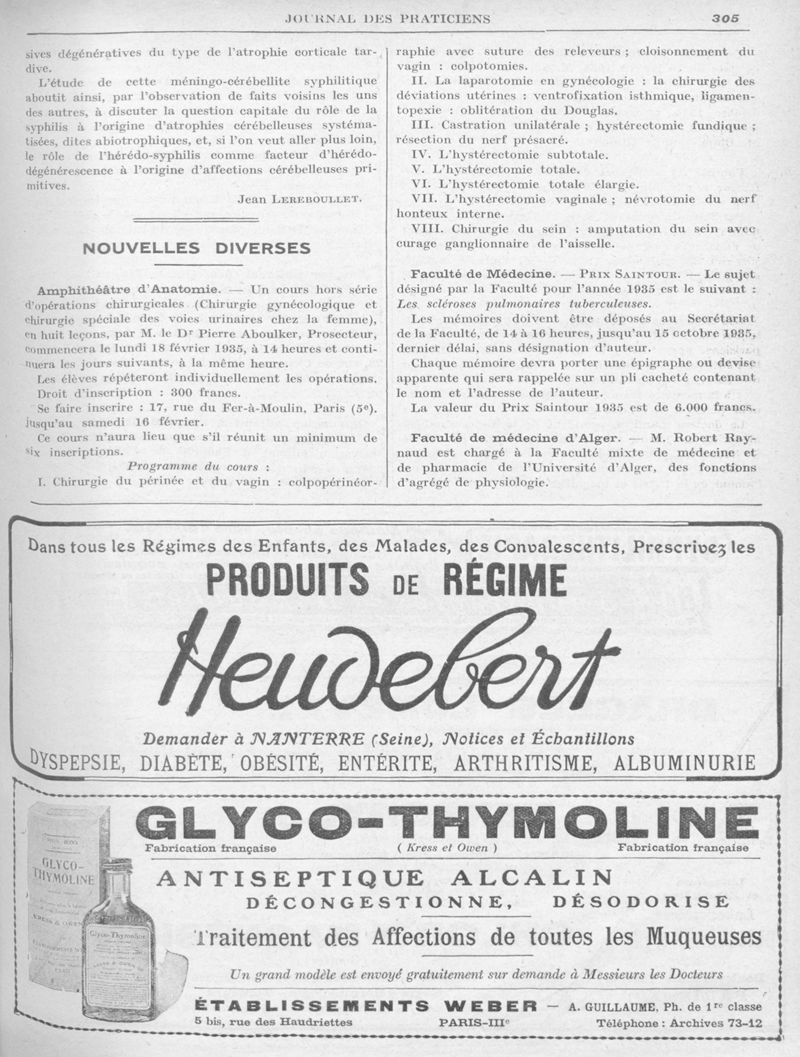 JOURNAL DES PRATICIENS 305
sives dégénératives du type de l'atrophie corticale tar-
dive.
L'étude de cette méningo-cérébellite syphilitique
aboutit ainsi, par l'observation de faits voisins les uns
des autres, à discuter la question capitale du rôle de la
syphilis à l'origine d'atrophies cérébelleuses systéma-
tisées, dites abiotrophiques, et, si l'on veut aller plus loin,
le rôle de l'hérédo-syphilis comme facteur d'hérédo-
dégénérescence à l'origine d'affections cérébelleuses pri-
mitives.
Jean LEREBOULLET.
NOUVELLES DIVERSES
Amphithéâtre d'Anatomie. — Un cours hors série
d'opérations chirurgicales (Chirurgie gynécologique et
chirurgie spéciale des voies urinaires chez la femme),
en huit leçons, par M. le Dr Pierre Aboulker, Prosecteur,
commencera le lundi 18 février 1935, à 14 heures et conti-
nuera les jours suivants, à la même heure.
Les élèves répéteront individuellement les opérations.
Droit d'inscription : 300 francs.
Se faire inscrire : 17, rue du Fer-à-Moulin, Paris (5e),
jusqu'au samedi 16 février.
Ce cours n'aura lieu que s'il réunit un minimum de
six inscriptions.
Programme du cours :
I. Chirurgie du périnée et du vagin : colpopérinéor-
raphie avec suture des releveurs ; cloisonnement du
vagin : colpotomies.
II. La laparotomie en gynécologie : la chirurgie des
déviations utérines : ventrofixation isthmique, ligamen-
topexie : oblitération du Douglas.
III. Castration unilatérale ; hystérectomie fundique ;
résection du nerf présacré.
IV. L'hystérectomie subtotale.
V. L'hystérectomie totale.
VI. L'hystérectomie totale élargie.
VII. L'hystérectomie vaginale ; névrotomie du nerf
honteux interne.
VIII. Chirurgie du sein : amputation du sein avec
curage ganglionnaire de l'aisselle.
Faculté de Médecine. — PRIX SAINTOUR. — Le sujet
désigné par la Faculté pour l'année 1935 est le suivant :
Les scléroses pulmonaires tuberculeuses.
Les mémoires doivent être déposés au Secrétariat
de la Faculté, de 14 à 16 heures, jusqu'au 15 octobre 1935,
dernier délai, sans désignation d'auteur.
Chaque mémoire devra porter une épigraphe ou devise
apparente qui sera rappelée sur un pli cacheté contenant
le nom et l'adresse de l'auteur.
La valeur du Prix Saintour 1935 est de 6.000 francs.
Faculté de médecine d'Alger. — M. Robert Ray-
naud est chargé à la Faculté mixte de médecine et
de pharmacie de l'Université d'Alger, des fonctions
d'agrégé de physiologie.
Dans tous les Régimes des Enfants, des Malades, des Convalescents, Prescrivez les
PRODUITS DE RÉGIME
Heudebert
Demander à NANTERRE (Seine), Notices et Échantillons
DYSPEPSIE, DIABÈTE, OBÉSITÉ, ENTÉRITE, ARTHRITISME, ALBUMINURIE
GLYCO-THYMOLINE
Fabrication française ( Kress et Owen ) Fabrication française
GLYCO-
THYMOLINE
Glyco-Thymoline
ANTISEPTIQUE ALCALIN
DÉCONGESTIONNE, DÉSODORISE
Traitement des Affections de toutes les Muqueuses
Un grand modèle est envoyé gratuitement sur demande à Messieurs les Docteurs
ÉTABLISSEMENTS WEBER — A. GUILLAUME, Ph. de 1re classe
5 bis, rue des Haudriettes PARIS-IIIe Téléphone : Archives 73-12